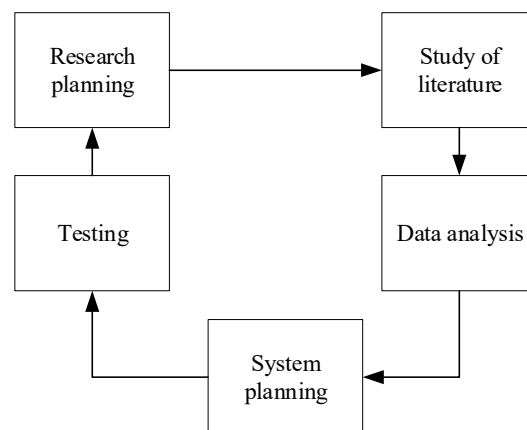 Research
planning
Study of
literature
Testing
Data analysis
System
planning